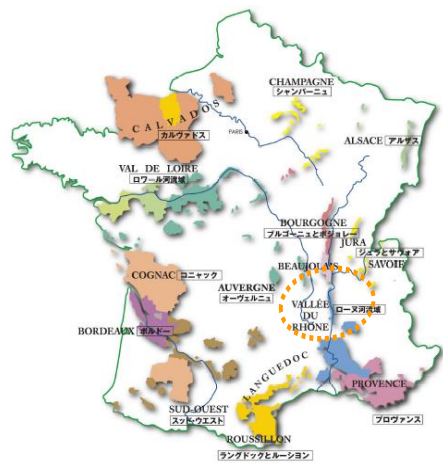 CHAMPAGNE
シャンパーニュ
CALVADOS
カルヴァドス
PARIS
ALSACE アルザス
VAL DE LOIRE
ロワール河流域
BOURGOGNE
ブルゴーニュとボジョレー
JURA
ジュラとサヴォア
SAVOIE
BEAUJOLAIS
COGNAC コニャック
AUVERGNE
オーヴェルニュ
VALLÉE
DU
RHÔNE
ローヌ河流域
BORDEAUX ボルドー
LANGUEDOC
PROVENCE
プロヴァンス
SUD-OUEST
スッド・ウエスト
ROUSSILLON
ラングドックとルーション